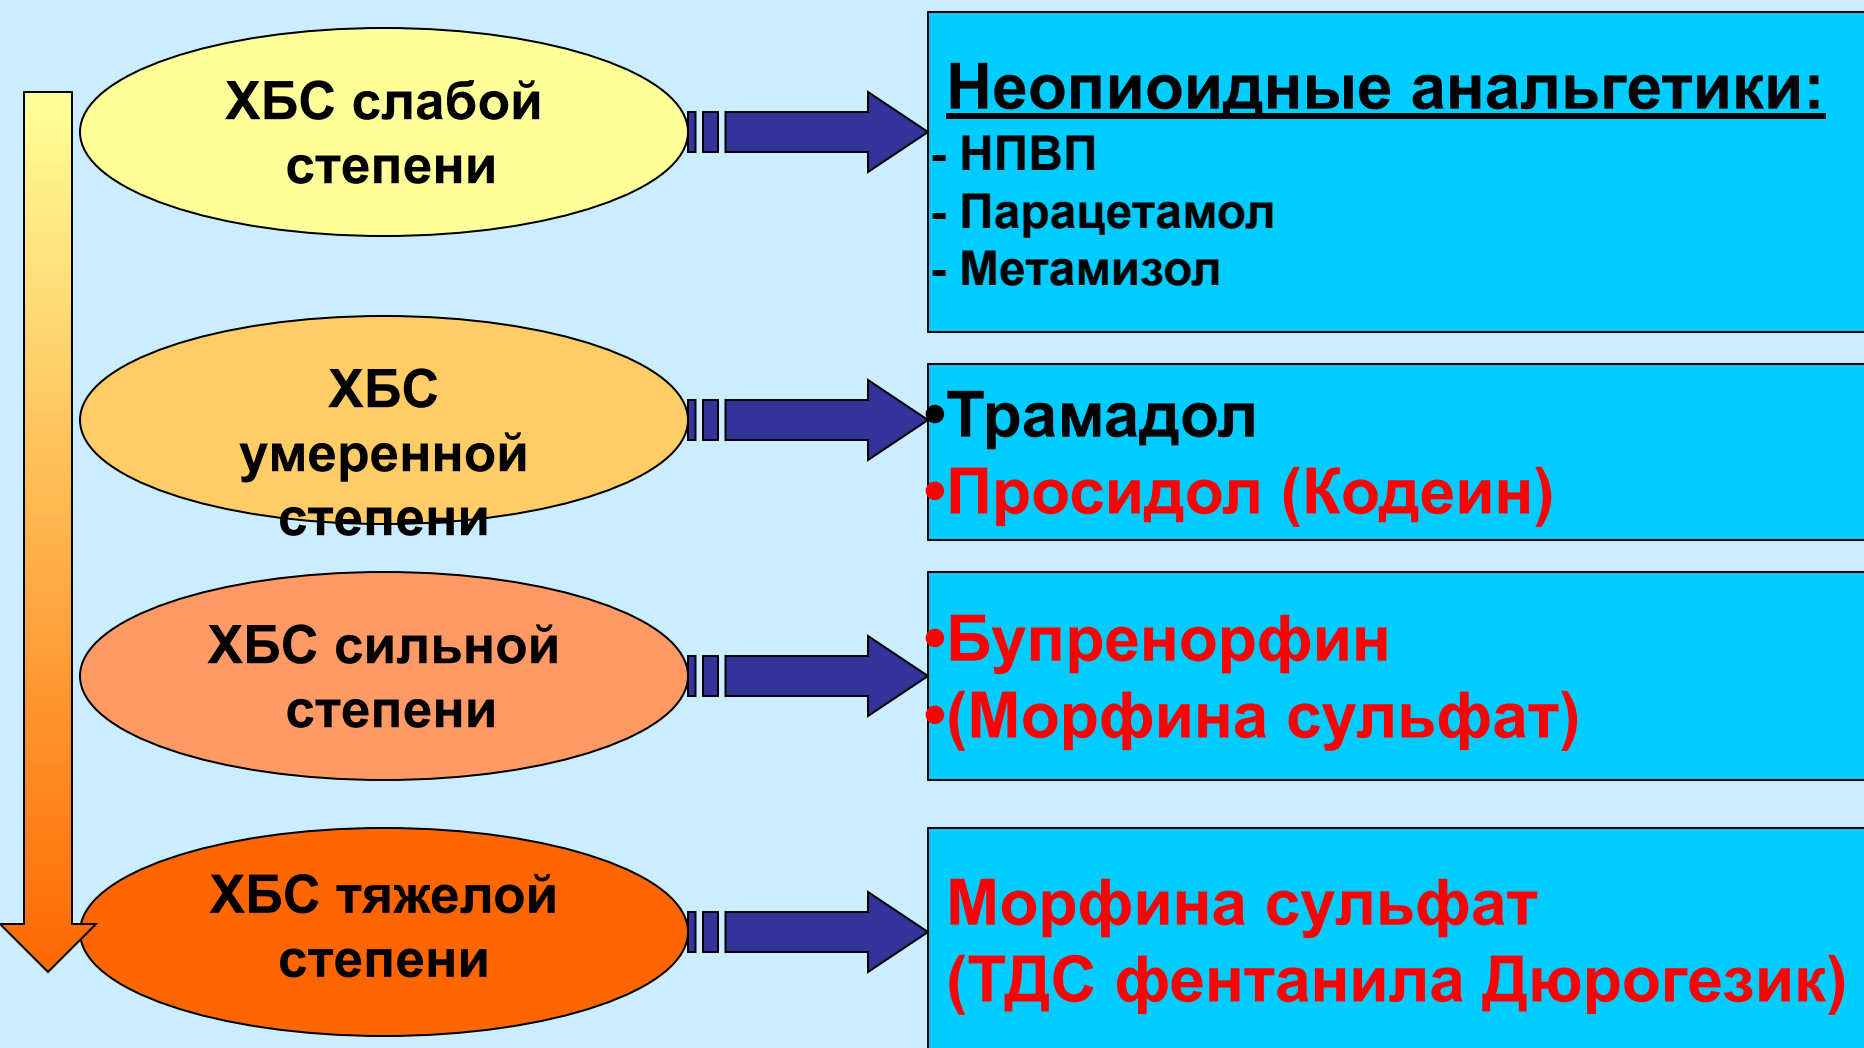 ХБС слабой
степени
Неопиоидные анальгетики:
- НПВП
- Парацетамол
- Метамизол
ХБС
умеренной
степени
•Трамадол
•Просидол (Кодеин)
ХБС сильной
степени
•Бупренорфин
•(Морфина сульфат)
ХБС тяжелой
степени
Морфина сульфат
(ТДС фентанила Дюрогезик)